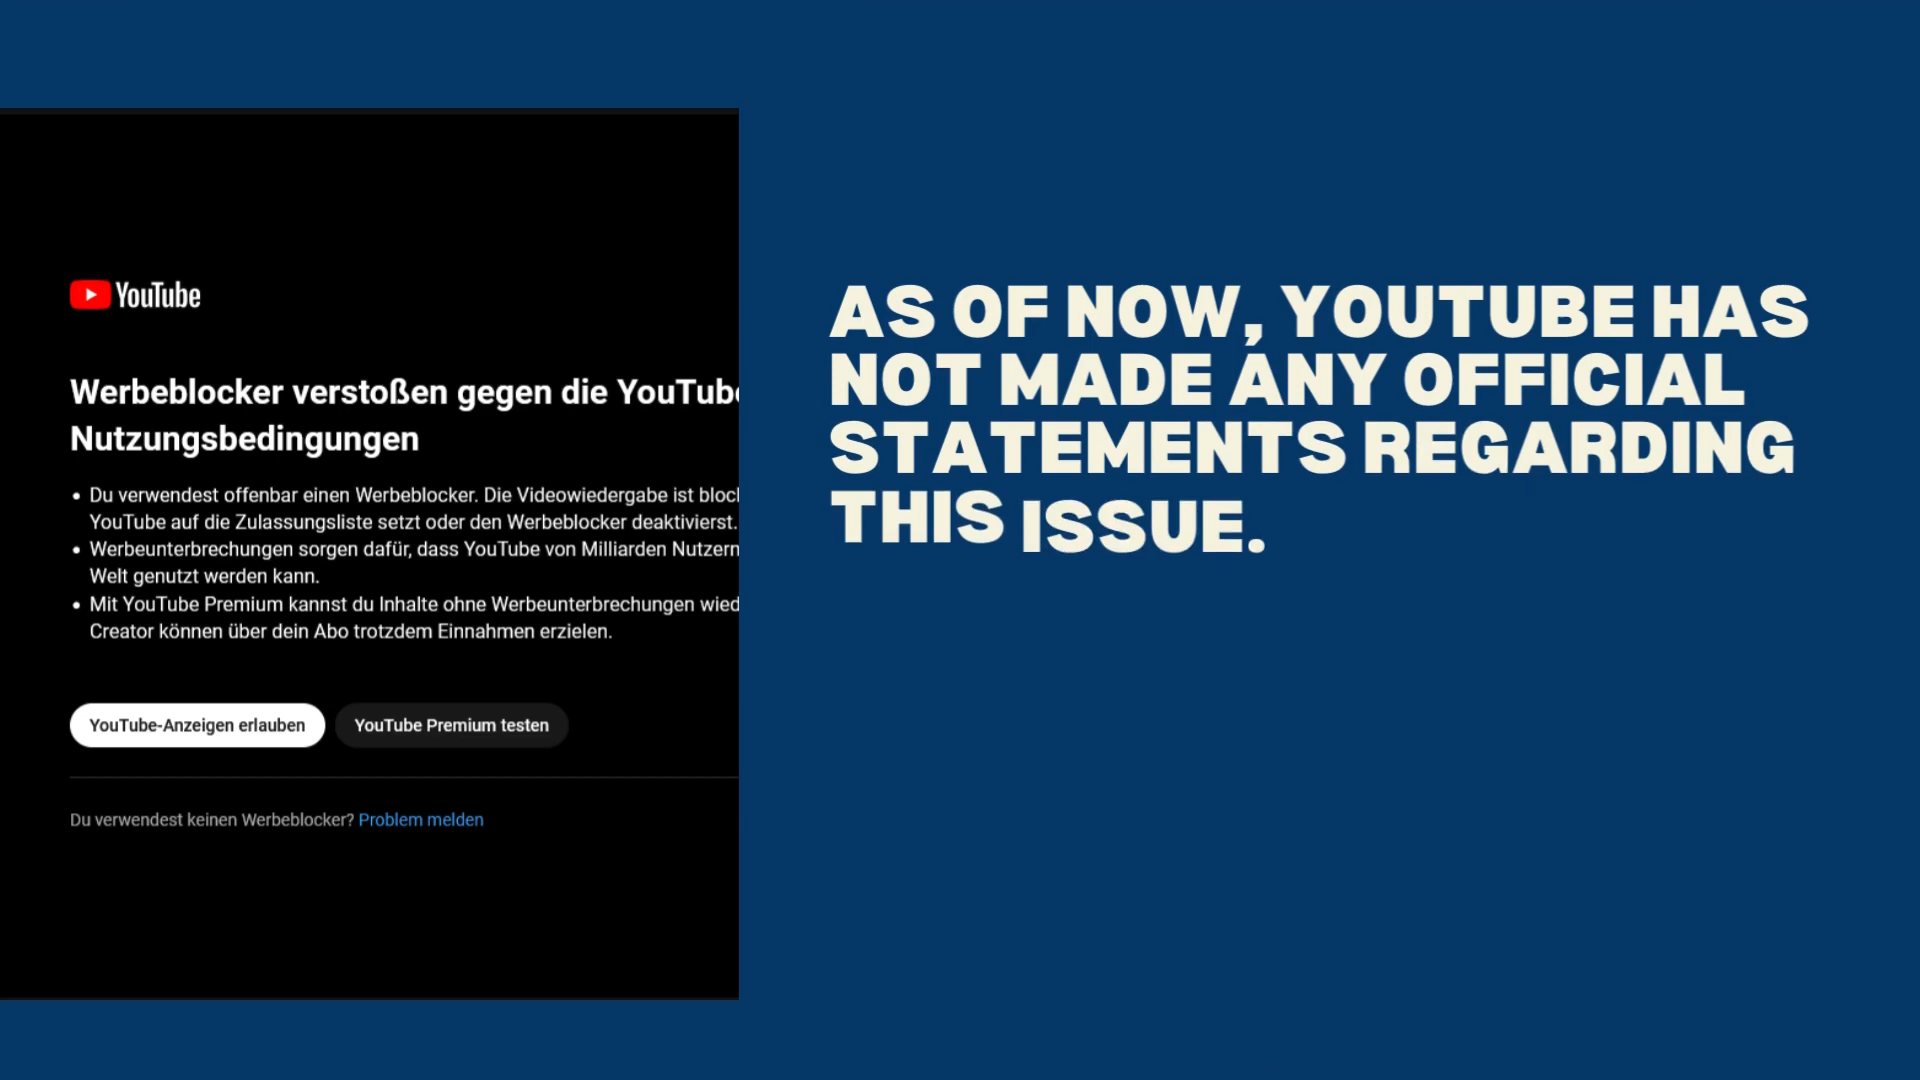 YouTube
Werbeblocker verstoßen gegen die YouTube
Nutzungsbedingungen
• Du verwendest offenbar einen Werbeblocker. Die Videowiedergabe ist
YouTube auf die Zulassungsliste setzt oder den Werbeblocker deaktivierst.
• Werbeunterbrechungen sorgen dafür, dass YouTube von Milliarden Nutzern
Welt genutzt werden kann.
• Mit YouTube Premium kannst du Inhalte ohne Werbeunterbrechungen
Creator können über dein Abo trotzdem Einnahmen erzielen.
YouTube-Anzeigen erlauben YouTube Premium testen
Du verwendest keinen Werbeblocker? Problem melden
AS OF NOW, YOUTUBE HAS
NOT MADE ANY OFFICIAL
STATEMENTS REGARDING
THIS ISSUE.